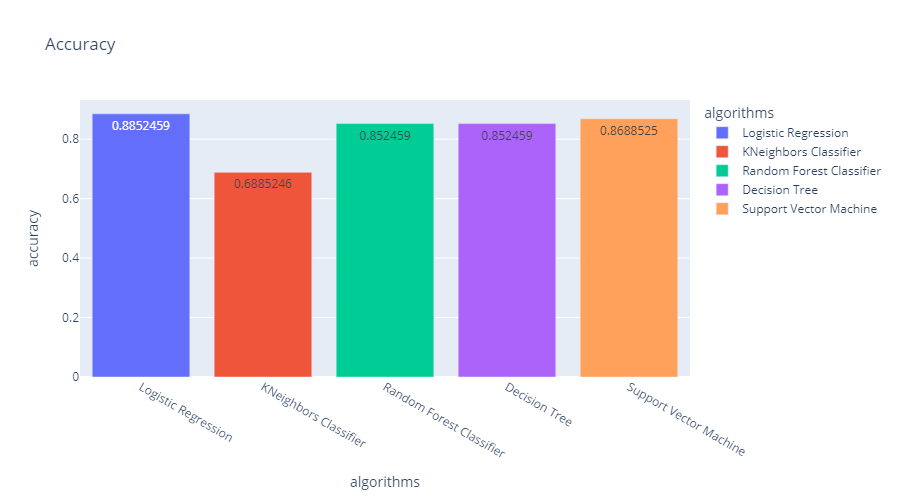 Accuracy
accuracy
0.8
0.6
0.4
0.2
0
0.8852459
0.6885246
0.852459
0.852459
0.8688525
Logistic Regression
KNeighbors Classifier
Random Forest Classifier
Decision Tree
Support Vector Machine
algorithms
algorithms
Logistic Regression
KNeighbors Classifier
Random Forest Classifier
Decision Tree
Support Vector Machine